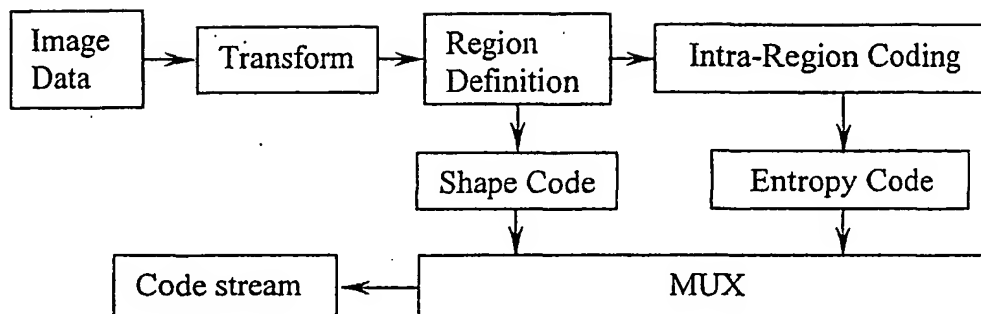 Image
Data
Transform
Region
Definition
Intra-Region Coding
Shape Code
Entropy Code
Code stream
MUX